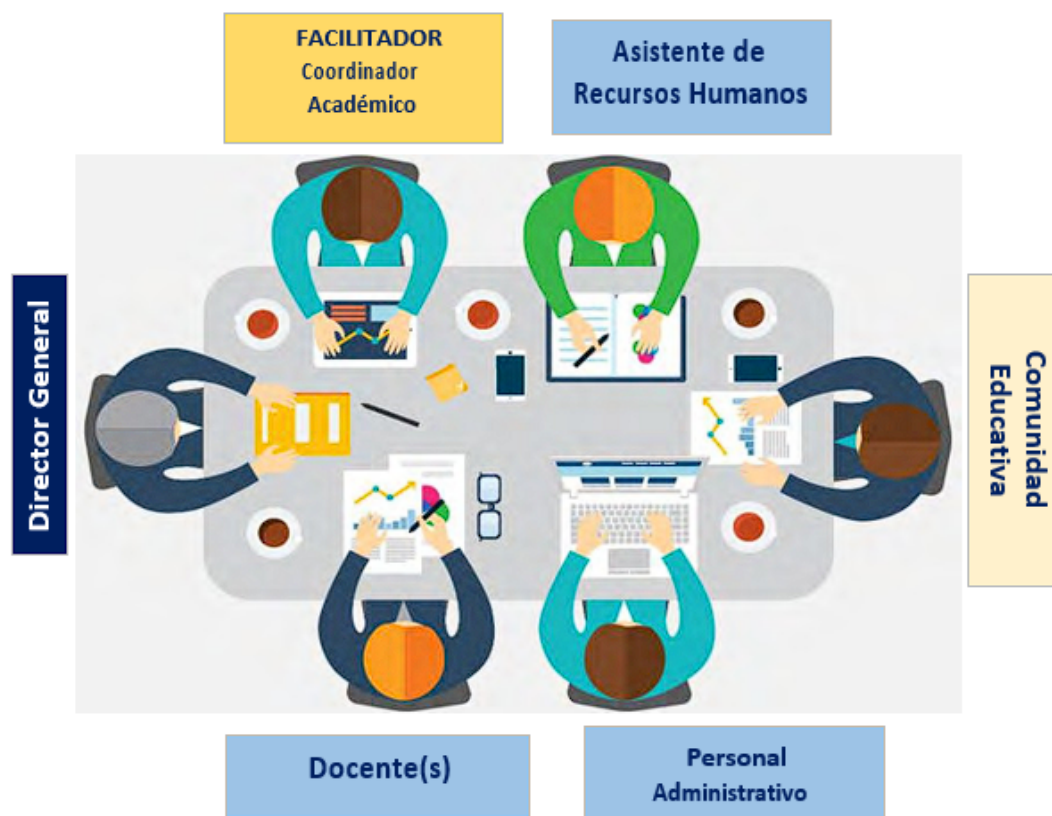 FACILITADOR
Coordinador
Académico
Asistente de
Recursos Humanos
Director General
Comunidad
Educativa
Docente(s)
Personal
Administrativo